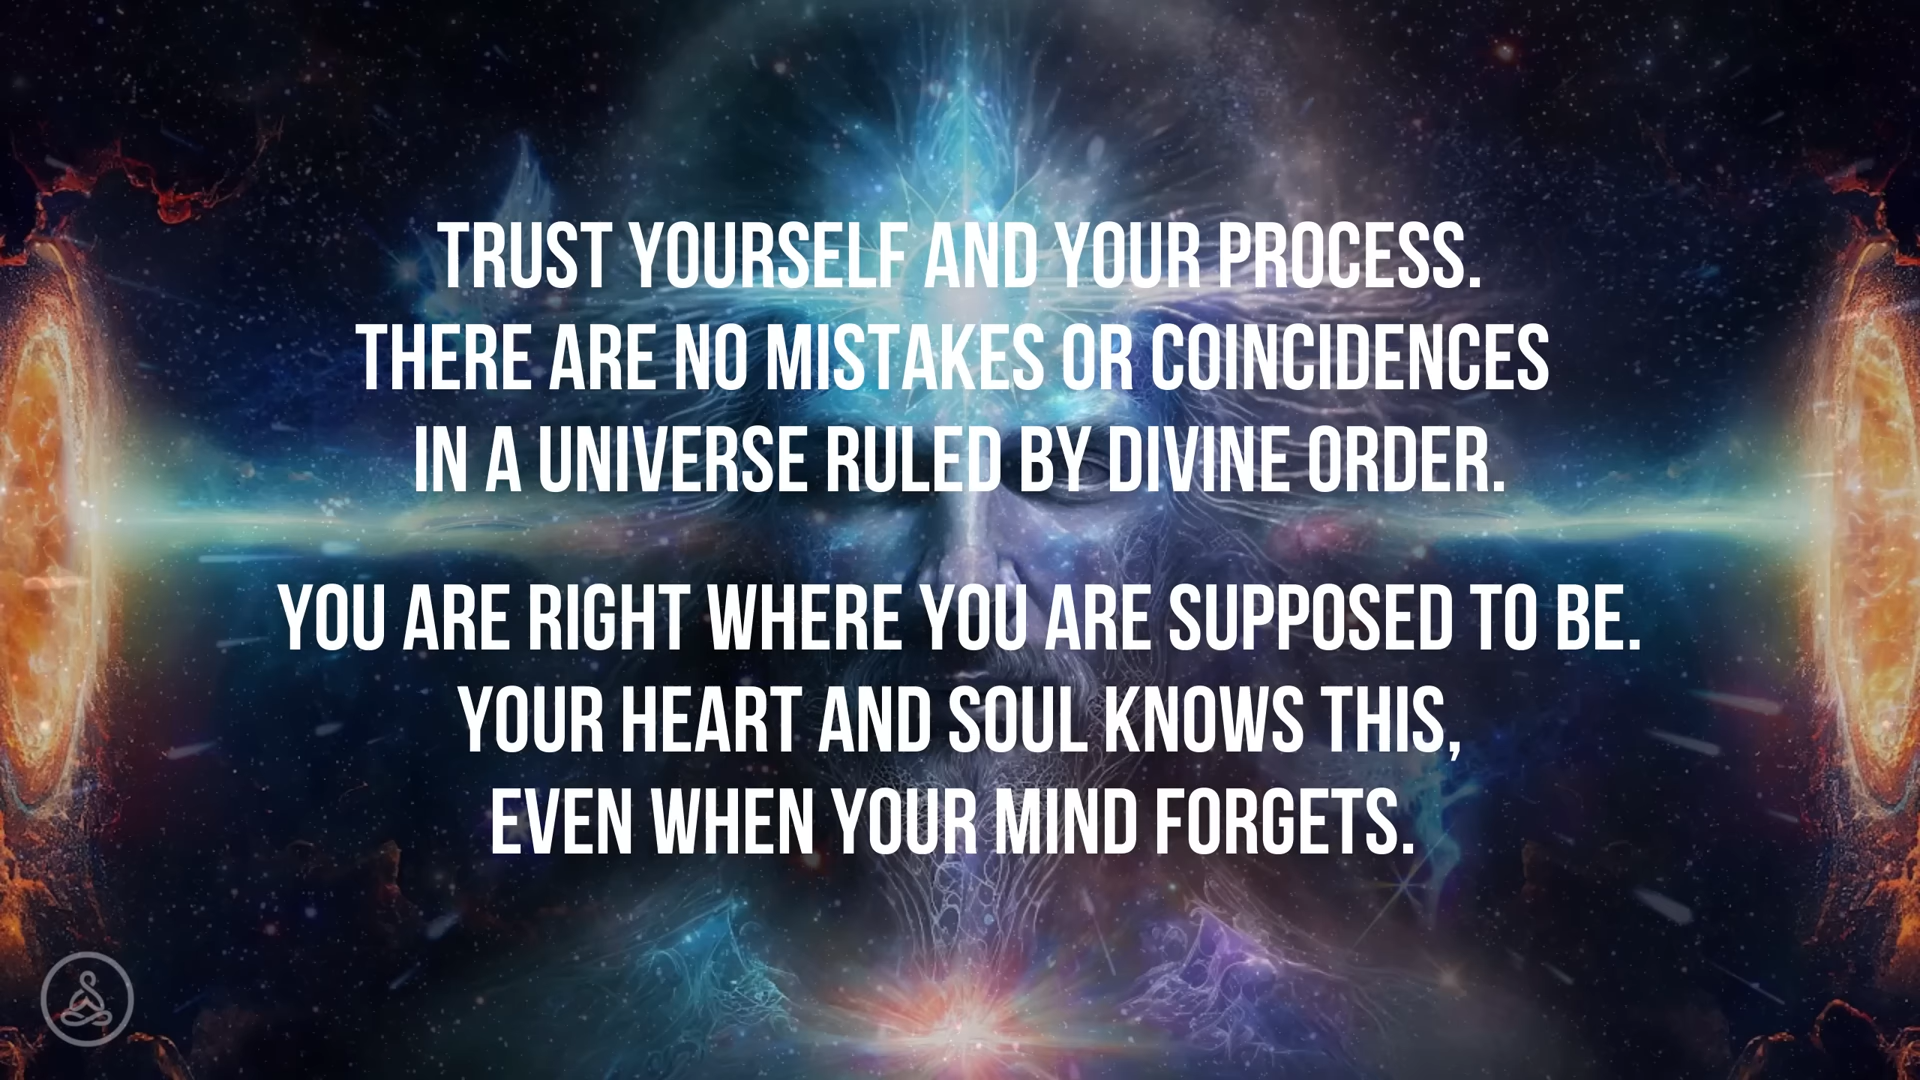 TRUST YOURSELF AND YOUR PROCESS.
THERE ARE NO MISTAKES OR COINCIDENCES
IN A UNIVERSE RULED BY DIVINE ORDER.
YOU ARE RIGHT WHERE YOU ARE SUPPOSED TO BE.
YOUR HEART AND SOUL KNOWS THIS,
EVEN WHEN YOUR MIND FORGETS.